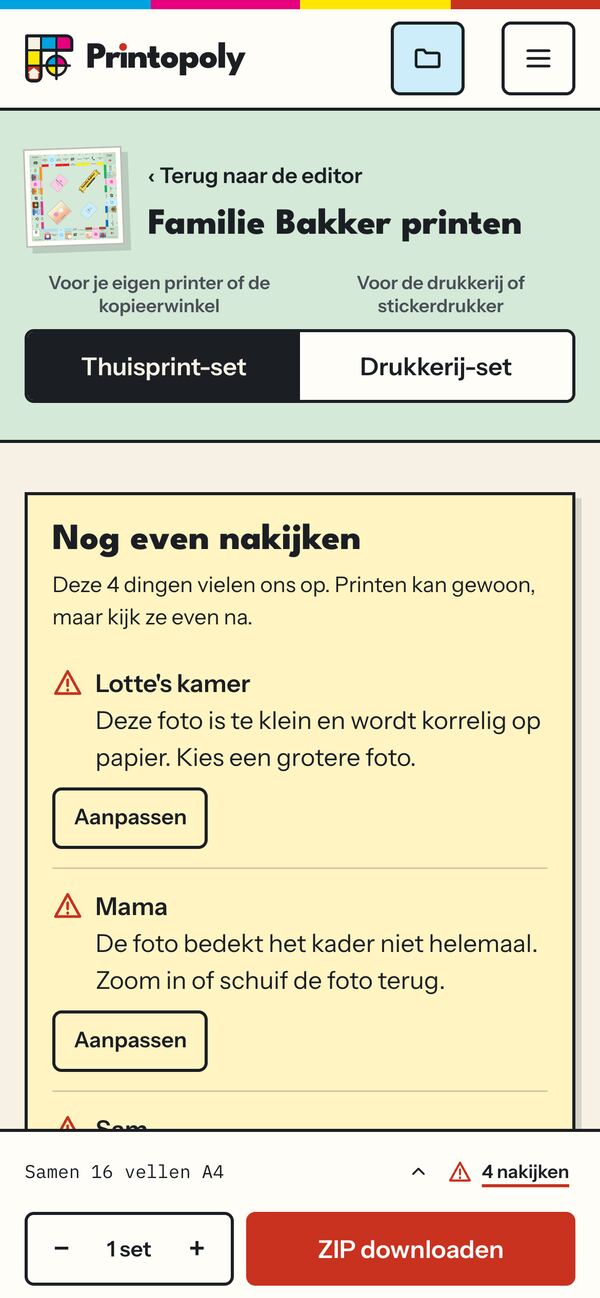 Printopoly
‹ Terug naar de editor
Familie Bakker printen
Voor je eigen printer of de
kopieerwinkel
Voor de drukkerij of
stickerdrukker
Thuisprint-set
Drukkerij-set
Nog even nakijken
Deze 4 dingen vielen ons op. Printen kan gewoon,
maar kijk ze even na.
Lotte's kamer
Deze foto is te klein en wordt korrelig op
papier. Kies een grotere foto.
Aanpassen
Mama
De foto bedekt het kader niet helemaal.
Zoom in of schuif de foto terug.
Aanpassen
Sam
Samen 16 vellen A4
4 nakijken
− 1 set +
ZIP downloaden